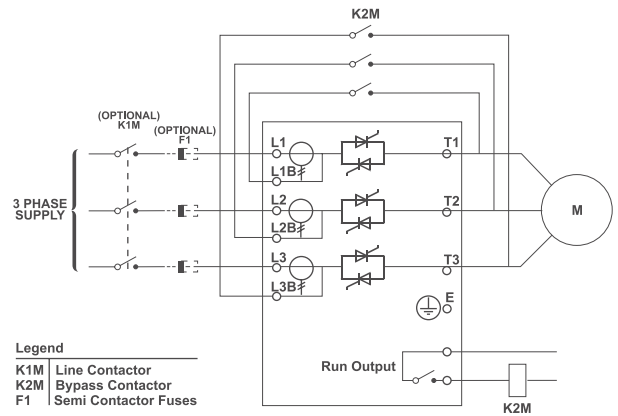 K2M
(OPTIONAL)
K1M
(OPTIONAL)
F1
L1
T1
L1B
3 PHASE
SUPPLY
L2
T2
L2B
M
L3
T3
L3B
E
Run Output
K2M
Legend
K1M Line Contactor
K2M Bypass Contactor
F1 Semi Contactor Fuses